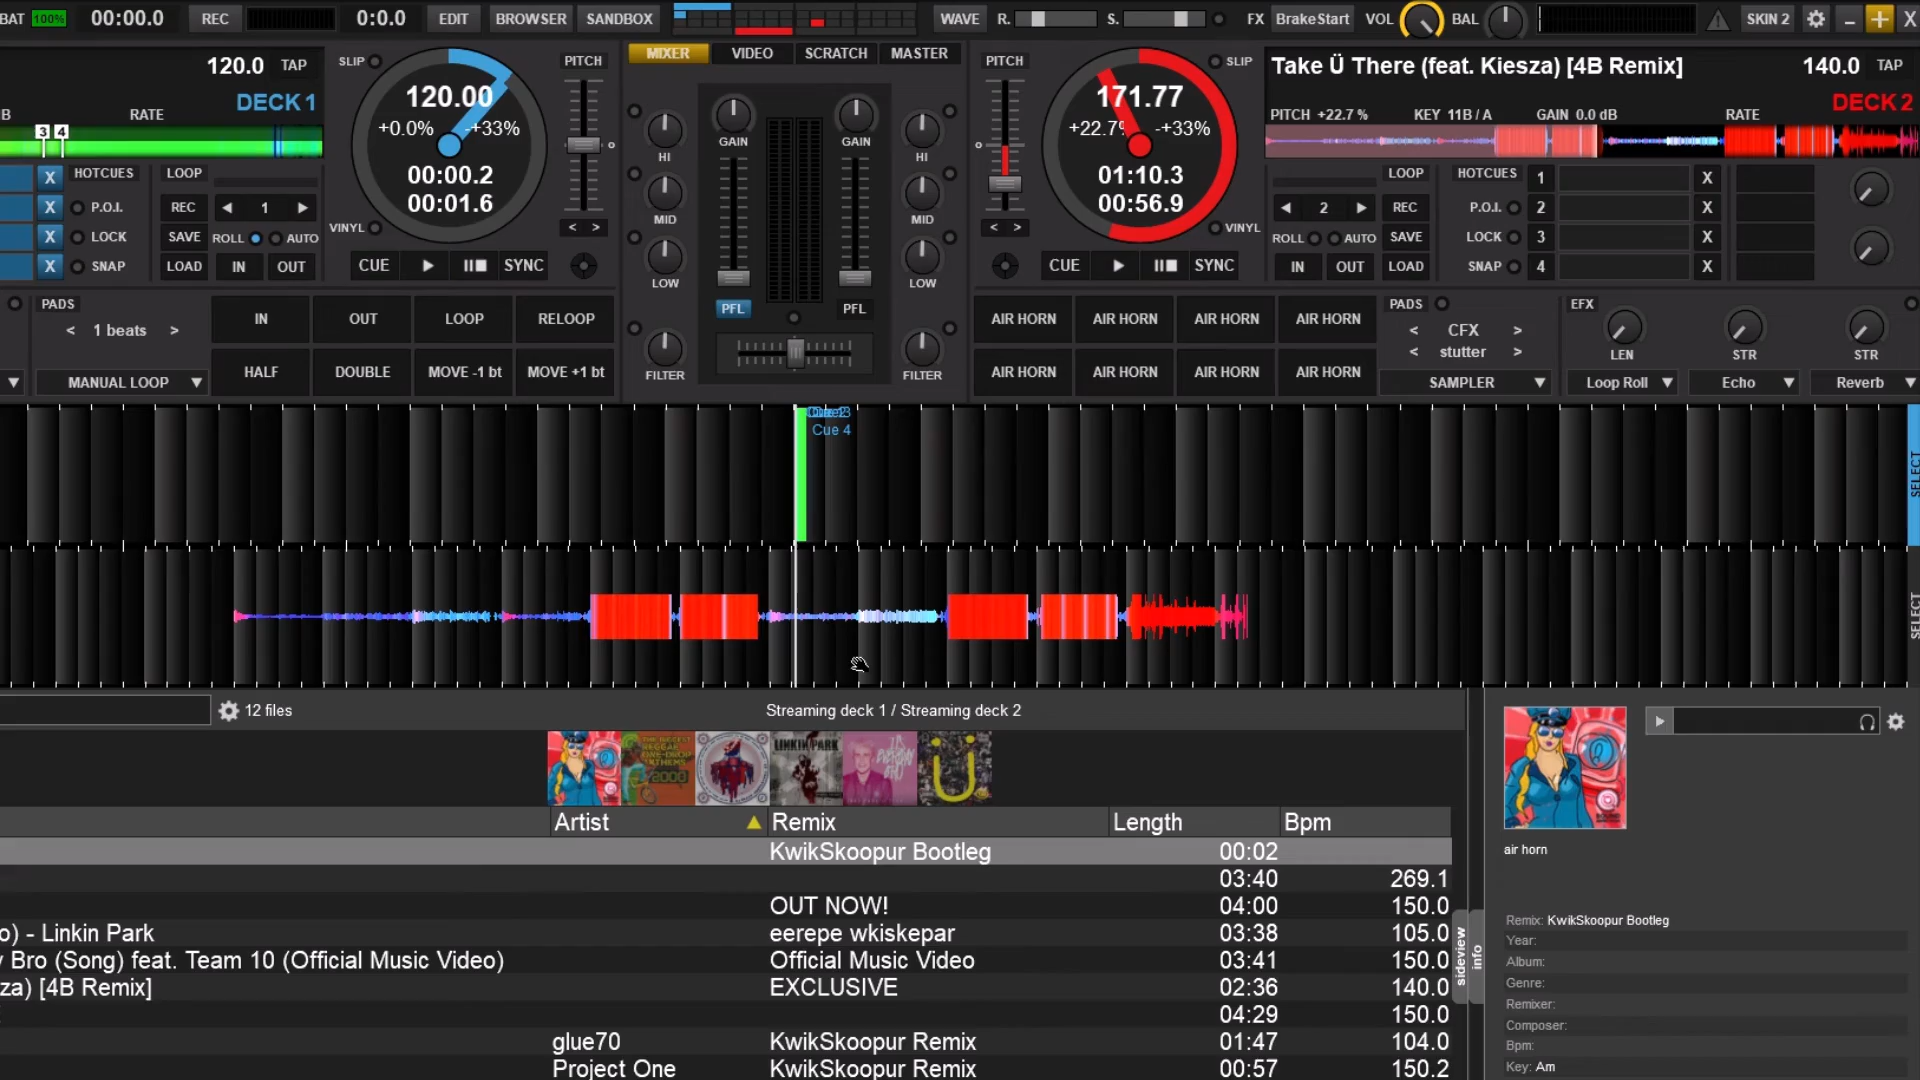 BAT 100% 00:00.0 REC 0:0.0 EDIT BROWSER SANDBOX WAVE R. S. FX BrakeStart VOL BAL SKIN 2 X
120.0 TAP
DECK 1
B RATE
3 4
X HOTCUES LOOP
X P.O.I. REC 1
X LOCK SAVE ROLL AUTO
X SNAP LOAD IN OUT
SLIP
120.00
+0.0% -+33%
00:00.2
00:01.6
VINYL
CUE SYNC
PITCH
< >
MIXER VIDEO SCRATCH MASTER
GAIN GAIN
HI HI
MID MID
LOW LOW
PFL PFL
FILTER FILTER
PITCH
< >
SLIP
171.77
+22.7% -+33%
01:10.3
00:56.9
VINYL
CUE SYNC
Take Ü There (feat. Kiesza) [4B Remix] 140.0 TAP
DECK 2
PITCH +22.7 % KEY 11B / A GAIN 0.0 dB RATE
LOOP HOTCUES 1 X
2 REC P.O.I. 2 X
ROLL AUTO SAVE LOCK 3 X
IN OUT LOAD SNAP 4 X
PADS
< 1 beats >
MANUAL LOOP
IN OUT LOOP RELOOP
HALF DOUBLE MOVE -1 bt MOVE +1 bt
AIR HORN AIR HORN AIR HORN AIR HORN
AIR HORN AIR HORN AIR HORN AIR HORN
PADS
< CFX >
< stutter >
SAMPLER
EFX
LEN STR STR
Loop Roll Echo Reverb
Cue 4
SELECT
SELECT
12 files Streaming deck 1 / Streaming deck 2
Artist Remix Length Bpm
KwikSkoopur Bootleg 00:02
03:40 269.1
OUT NOW! 04:00 150.0
o) - Linkin Park eerepe wkiskepar 03:38 105.0
y Bro (Song) feat. Team 10 (Official Music Video) Official Music Video 03:41 150.0
za) [4B Remix] EXCLUSIVE 02:36 140.0
04:29 150.0
glue70 KwikSkoopur Remix 01:47 104.0
Project One KwikSkoopur Remix 00:57 150.2
sideview
info
air horn
Remix: KwikSkoopur Bootleg
Year:
Album:
Genre:
Remixer:
Composer:
Bpm:
Key: Am